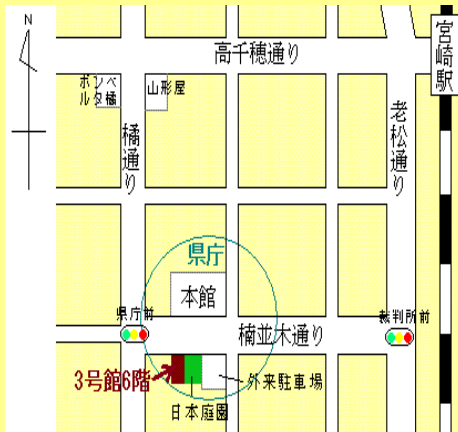 N
高千穂通り
宮崎駅
ボンベルタ橘
山形屋
橘通り
老松通り
県庁
本館
県庁前
裁判所前
楠並木通り
3号館6階
外来駐車場
日本庭園